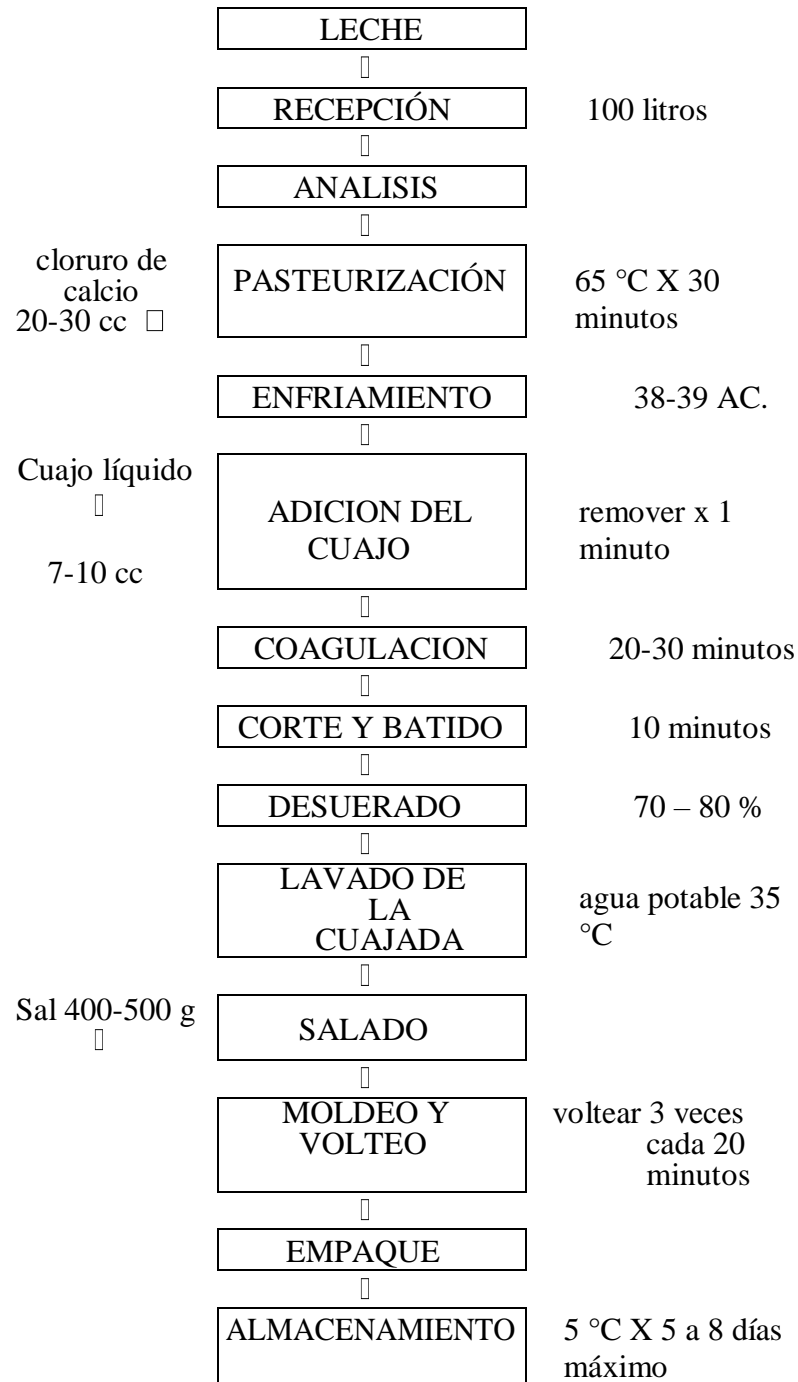 LECHE
▯
RECEPCIÓN
100 litros
▯
ANALISIS
▯
cloruro de
calcio
20-30 cc ▯
PASTEURIZACIÓN
65 °C X 30
minutos
▯
ENFRIAMIENTO
38-39 AC.
▯
Cuajo líquido
▯
7-10 cc
ADICION DEL
CUAJO
remover x 1
minuto
▯
COAGULACION
20-30 minutos
▯
CORTE Y BATIDO
10 minutos
▯
DESUERADO
70 – 80 %
▯
LAVADO DE
LA
CUAJADA
agua potable 35
°C
▯
Sal 400-500 g
▯
SALADO
▯
MOLDEO Y
VOLTEO
voltear 3 veces
cada 20
minutos
▯
EMPAQUE
▯
ALMACENAMIENTO
5 °C X 5 a 8 días
máximo